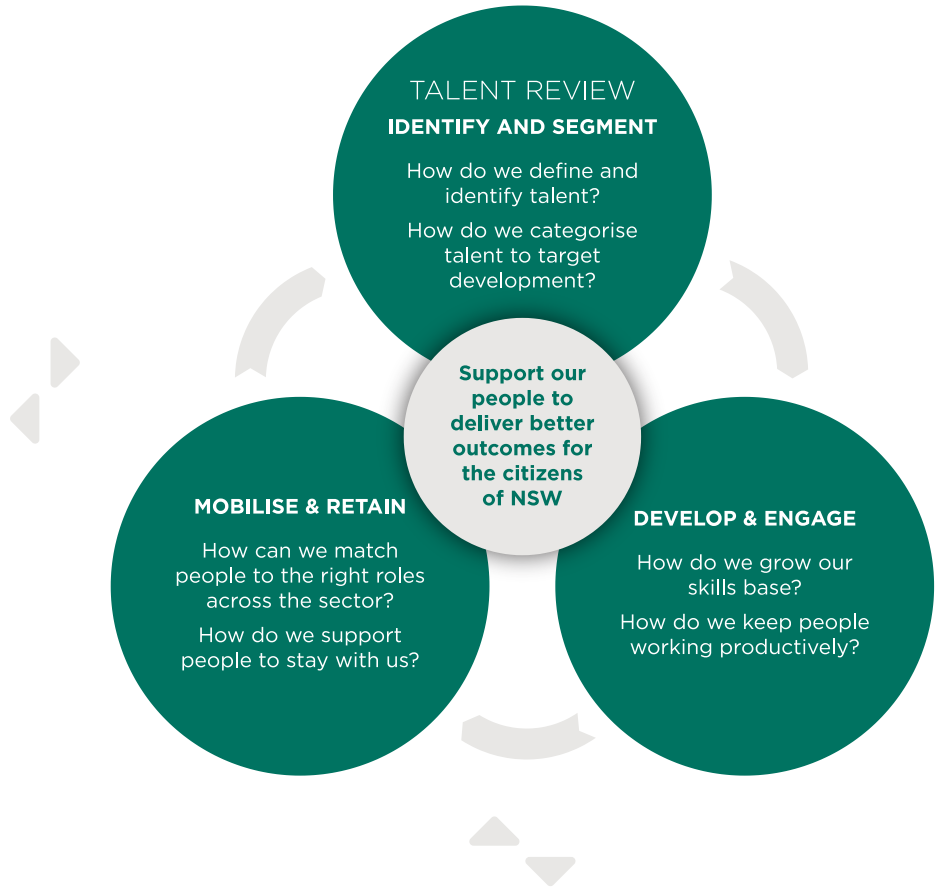 TALENT REVIEW
IDENTIFY AND SEGMENT
How do we define and
identify talent?
How do we categorise
talent to target
development?
Support our
people to
deliver better
outcomes for
the citizens
of NSW
MOBILISE & RETAIN
How can we match
people to the right roles
across the sector?
How do we support
people to stay with us?
DEVELOP & ENGAGE
How do we grow our
skills base?
How do we keep people
working productively?